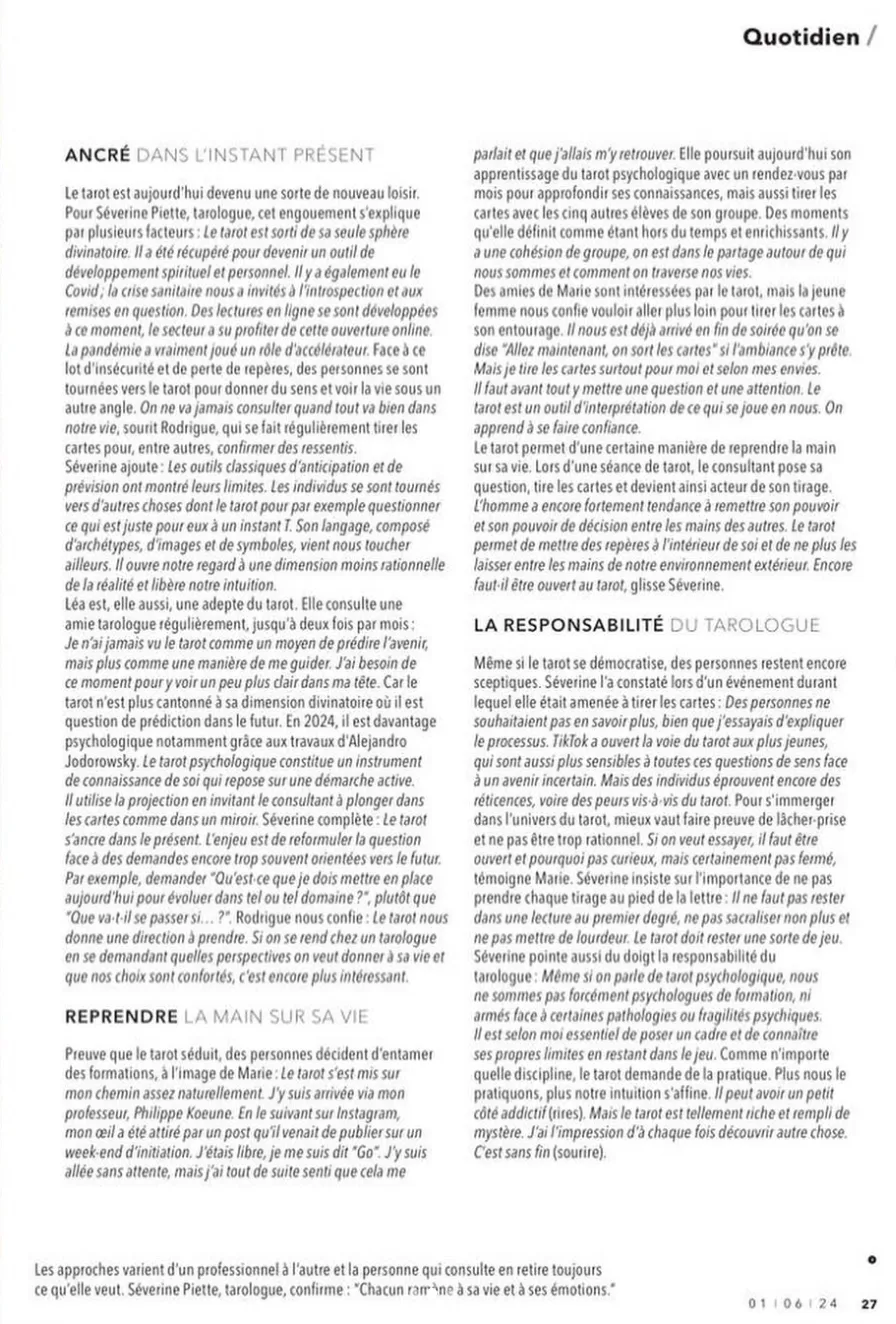 Quotidien /
ANCRÉ DANS L'INSTANT PRÉSENT
Le tarot est aujourd'hui devenu une sorte de nouveau loisir.
Pour Séverine Piette, tarologue, cet engouement s'explique
par plusieurs facteurs : Le tarot est sorti de sa seule sphère
divinatoire. Il a été récupéré pour devenir un outil de
développement spirituel et personnel. Il y a également eu le
Covid ; la crise sanitaire nous a invités à l'introspection et aux
remises en question. Des lectures en ligne se sont développées
à ce moment, le secteur a su profiter de cette ouverture online.
La pandémie a vraiment joué un rôle d'accélérateur. Face à ce
lot d'insécurité et de perte de repères, des personnes se sont
tournées vers le tarot pour donner du sens et voir la vie sous un
autre angle. On ne va jamais consulter quand tout va bien dans
notre vie, sourit Rodrigue, qui se fait régulièrement tirer les
cartes pour, entre autres, confirmer des ressentis.
Séverine ajoute : Les outils classiques d'anticipation et de
prévision ont montré leurs limites. Les individus se sont tournés
vers d'autres choses dont le tarot pour par exemple questionner
ce qui est juste pour eux à un instant T. Son langage, composé
d'archétypes, d'images et de symboles, vient nous toucher
ailleurs. Il ouvre notre regard à une dimension moins rationnelle
de la réalité et libère notre intuition.
Léa est, elle aussi, une adepte du tarot. Elle consulte une
amie tarologue régulièrement, jusqu'à deux fois par mois :
Je n'ai jamais vu le tarot comme un moyen de prédire l'avenir,
mais plus comme une manière de me guider. J'ai besoin de
ce moment pour y voir un peu plus clair dans ma tête. Car le
tarot n'est plus cantonné à sa dimension divinatoire où il est
question de prédiction dans le futur. En 2024, il est davantage
psychologique notamment grâce aux travaux d'Alejandro
Jodorowsky. Le tarot psychologique constitue un instrument
de connaissance de soi qui repose sur une démarche active.
Il utilise la projection en invitant le consultant à plonger dans
les cartes comme dans un miroir. Séverine complète : Le tarot
s'ancre dans le présent. L'enjeu est de reformuler la question
face à des demandes encore trop souvent orientées vers le futur.
Par exemple, demander "Qu'est-ce que je dois mettre en place
aujourd'hui pour évoluer dans tel ou tel domaine ?", plutôt que
"Que va-t-il se passer si... ?". Rodrigue nous confie : Le tarot nous
donne une direction à prendre. Si on se rend chez un tarologue
en se demandant quelles perspectives on veut donner à sa vie et
que nos choix sont confortés, c'est encore plus intéressant.
REPRENDRE LA MAIN SUR SA VIE
Preuve que le tarot séduit, des personnes décident d'entamer
des formations, à l'image de Marie : Le tarot s'est mis sur
mon chemin assez naturellement. J'y suis arrivée via mon
professeur, Philippe Koeune. En le suivant sur Instagram,
mon œil a été attiré par un post qu'il venait de publier sur un
week-end d'initiation. J'étais libre, je me suis dit "Go". J'y suis
allée sans attente, mais j'ai tout de suite senti que cela me
parlait et que j'allais m'y retrouver. Elle poursuit aujourd'hui son
apprentissage du tarot psychologique avec un rendez-vous par
mois pour approfondir ses connaissances, mais aussi tirer les
cartes avec les cinq autres élèves de son groupe. Des moments
qu'elle définit comme étant hors du temps et enrichissants. Il y
a une cohésion de groupe, on est dans le partage autour de qui
nous sommes et comment on traverse nos vies.
Des amies de Marie sont intéressées par le tarot, mais la jeune
femme nous confie vouloir aller plus loin pour tirer les cartes à
son entourage. Il nous est déjà arrivé en fin de soirée qu'on se
dise "Allez maintenant, on sort les cartes" si l'ambiance s'y prête.
Mais je tire les cartes surtout pour moi et selon mes envies.
Il faut avant tout y mettre une question et une attention. Le
tarot est un outil d'interprétation de ce qui se joue en nous. On
apprend à se faire confiance.
Le tarot permet d'une certaine manière de reprendre la main
sur sa vie. Lors d'une séance de tarot, le consultant pose sa
question, tire les cartes et devient ainsi acteur de son tirage.
L'homme a encore fortement tendance à remettre son pouvoir
et son pouvoir de décision entre les mains des autres. Le tarot
permet de mettre des repères à l'intérieur de soi et de ne plus les
laisser entre les mains de notre environnement extérieur. Encore
faut-il être ouvert au tarot, glisse Séverine.
LA RESPONSABILITÉ DU TAROLOGUE
Même si le tarot se démocratise, des personnes restent encore
sceptiques. Séverine l'a constaté lors d'un événement durant
lequel elle était amenée à tirer les cartes : Des personnes ne
souhaitaient pas en savoir plus, bien que j'essayais d'expliquer
le processus. TikTok a ouvert la voie du tarot aux plus jeunes,
qui sont aussi plus sensibles à toutes ces questions de sens face
à un avenir incertain. Mais des individus éprouvent encore des
réticences, voire des peurs vis-à-vis du tarot. Pour s'immerger
dans l'univers du tarot, mieux vaut faire preuve de lâcher-prise
et ne pas être trop rationnel. Si on veut essayer, il faut être
ouvert et pourquoi pas curieux, mais certainement pas fermé,
témoigne Marie. Séverine insiste sur l'importance de ne pas
prendre chaque tirage au pied de la lettre : Il ne faut pas rester
dans une lecture au premier degré, ne pas sacraliser non plus et
ne pas mettre de lourdeur. Le tarot doit rester une sorte de jeu.
Séverine pointe aussi du doigt la responsabilité du
tarologue : Même si on parle de tarot psychologique, nous
ne sommes pas forcément psychologues de formation, ni
armés face à certaines pathologies ou fragilités psychiques.
Il est selon moi essentiel de poser un cadre et de connaître
ses propres limites en restant dans le jeu. Comme n'importe
quelle discipline, le tarot demande de la pratique. Plus nous le
pratiquons, plus notre intuition s'affine. Il peut avoir un petit
côté addictif (rires). Mais le tarot est tellement riche et rempli de
mystère. J'ai l'impression d'à chaque fois découvrir autre chose.
C'est sans fin (sourire).
Les approches varient d'un professionnel à l'autre et la personne qui consulte en retire toujours
ce qu'elle veut. Séverine Piette, tarologue, confirme : "Chacun à sa vie et à ses émotions."
01 | 06 | 24 27